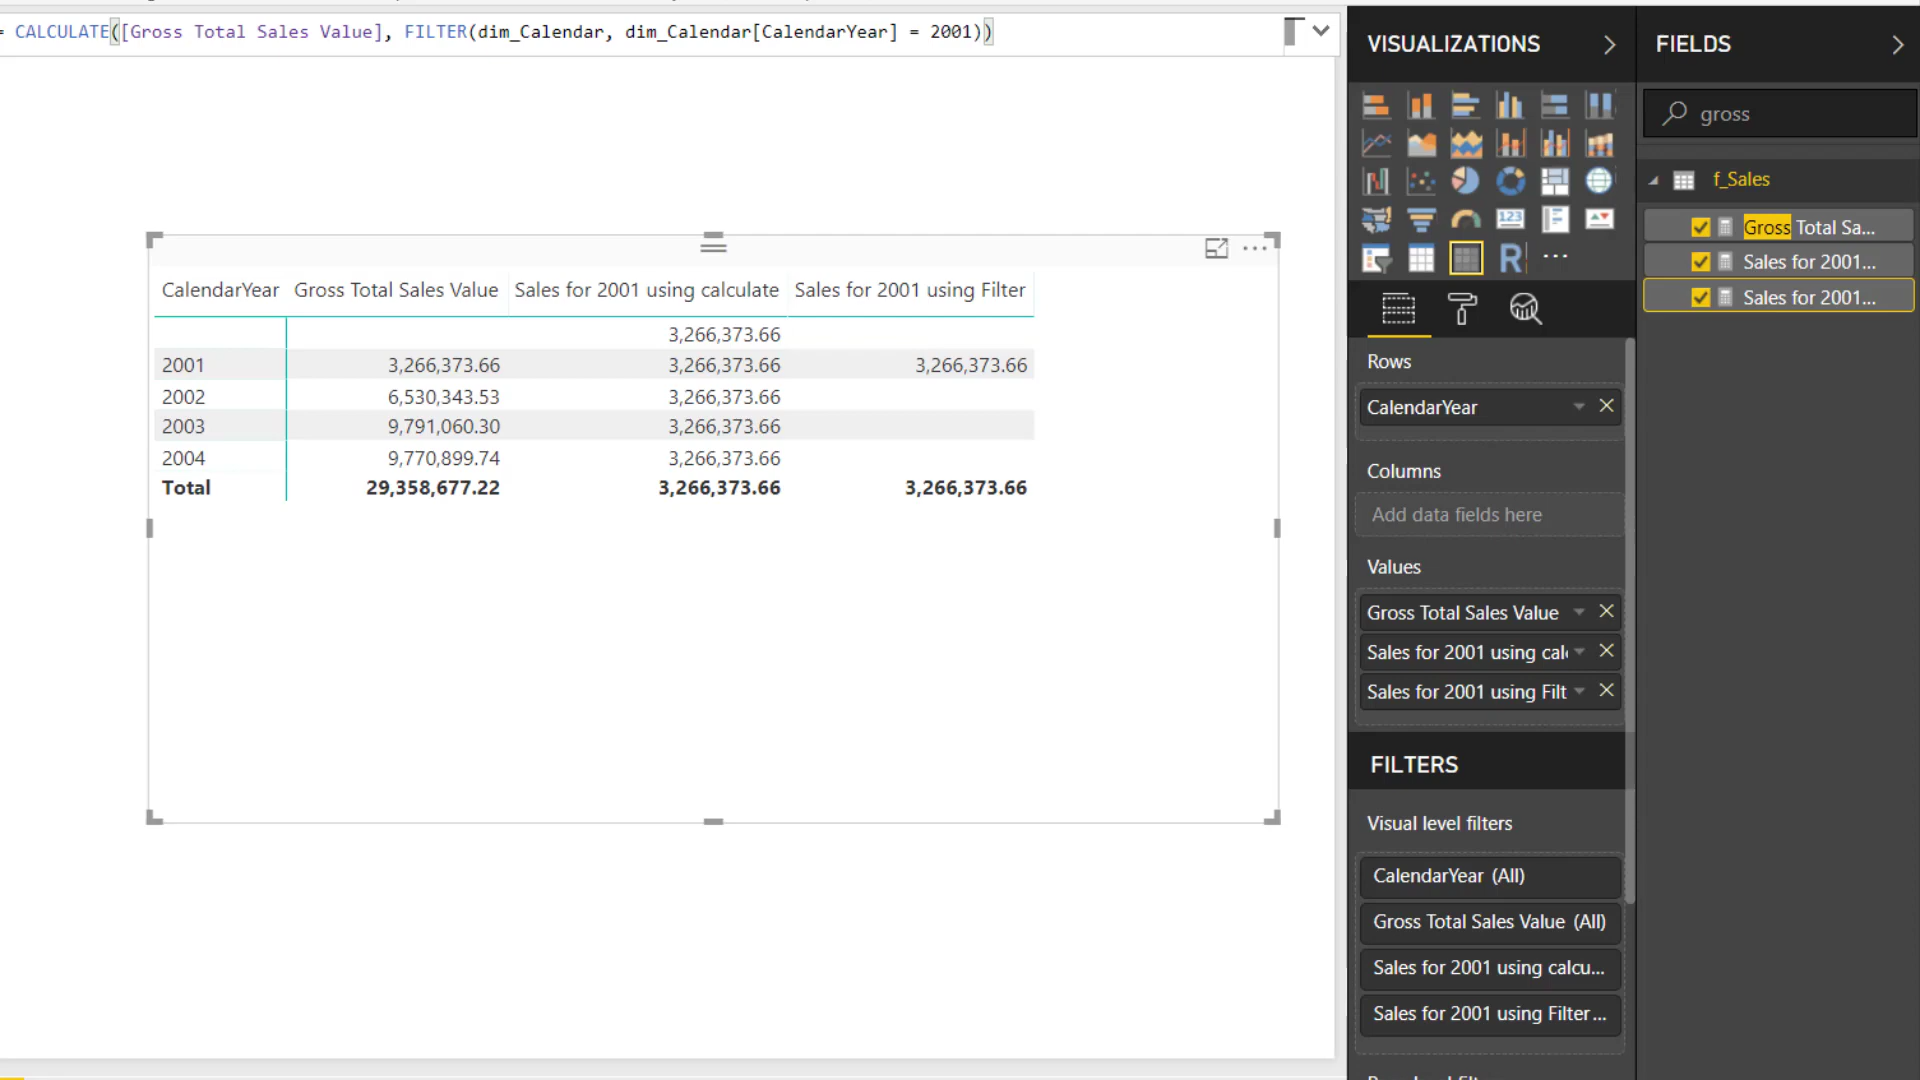 = CALCULATE([Gross Total Sales Value], FILTER(dim_Calendar, dim_Calendar[CalendarYear] = 2001))
VISUALIZATIONS
FIELDS
gross
f_Sales
Gross Total Sa...
Sales for 2001...
Sales for 2001...
123
R
CalendarYear Gross Total Sales Value Sales for 2001 using calculate Sales for 2001 using Filter
3,266,373.66
2001 3,266,373.66 3,266,373.66 3,266,373.66
2002 6,530,343.53 3,266,373.66
2003 9,791,060.30 3,266,373.66
2004 9,770,899.74 3,266,373.66
Total 29,358,677.22 3,266,373.66 3,266,373.66
Rows
CalendarYear
Columns
Add data fields here
Values
Gross Total Sales Value
Sales for 2001 using cal
Sales for 2001 using Filt
FILTERS
Visual level filters
CalendarYear (All)
Gross Total Sales Value (All)
Sales for 2001 using calcu...
Sales for 2001 using Filter...